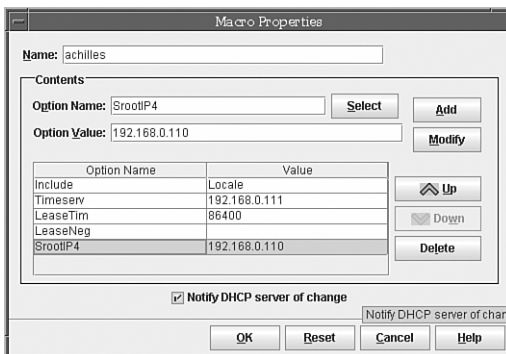 Macro Properties
Name: achilles
Contents
Option Name: SrootIP4 Select Add
Option Value: 192.168.0.110 Modify
Option Name Value
Include Locale
Timeserv 192.168.0.111
LeaseTim 86400
LeaseNeg
SrootIP4 192.168.0.110
Up
Down
Delete
Notify DHCP server of change
Notify DHCP server of char
OK Reset Cancel Help